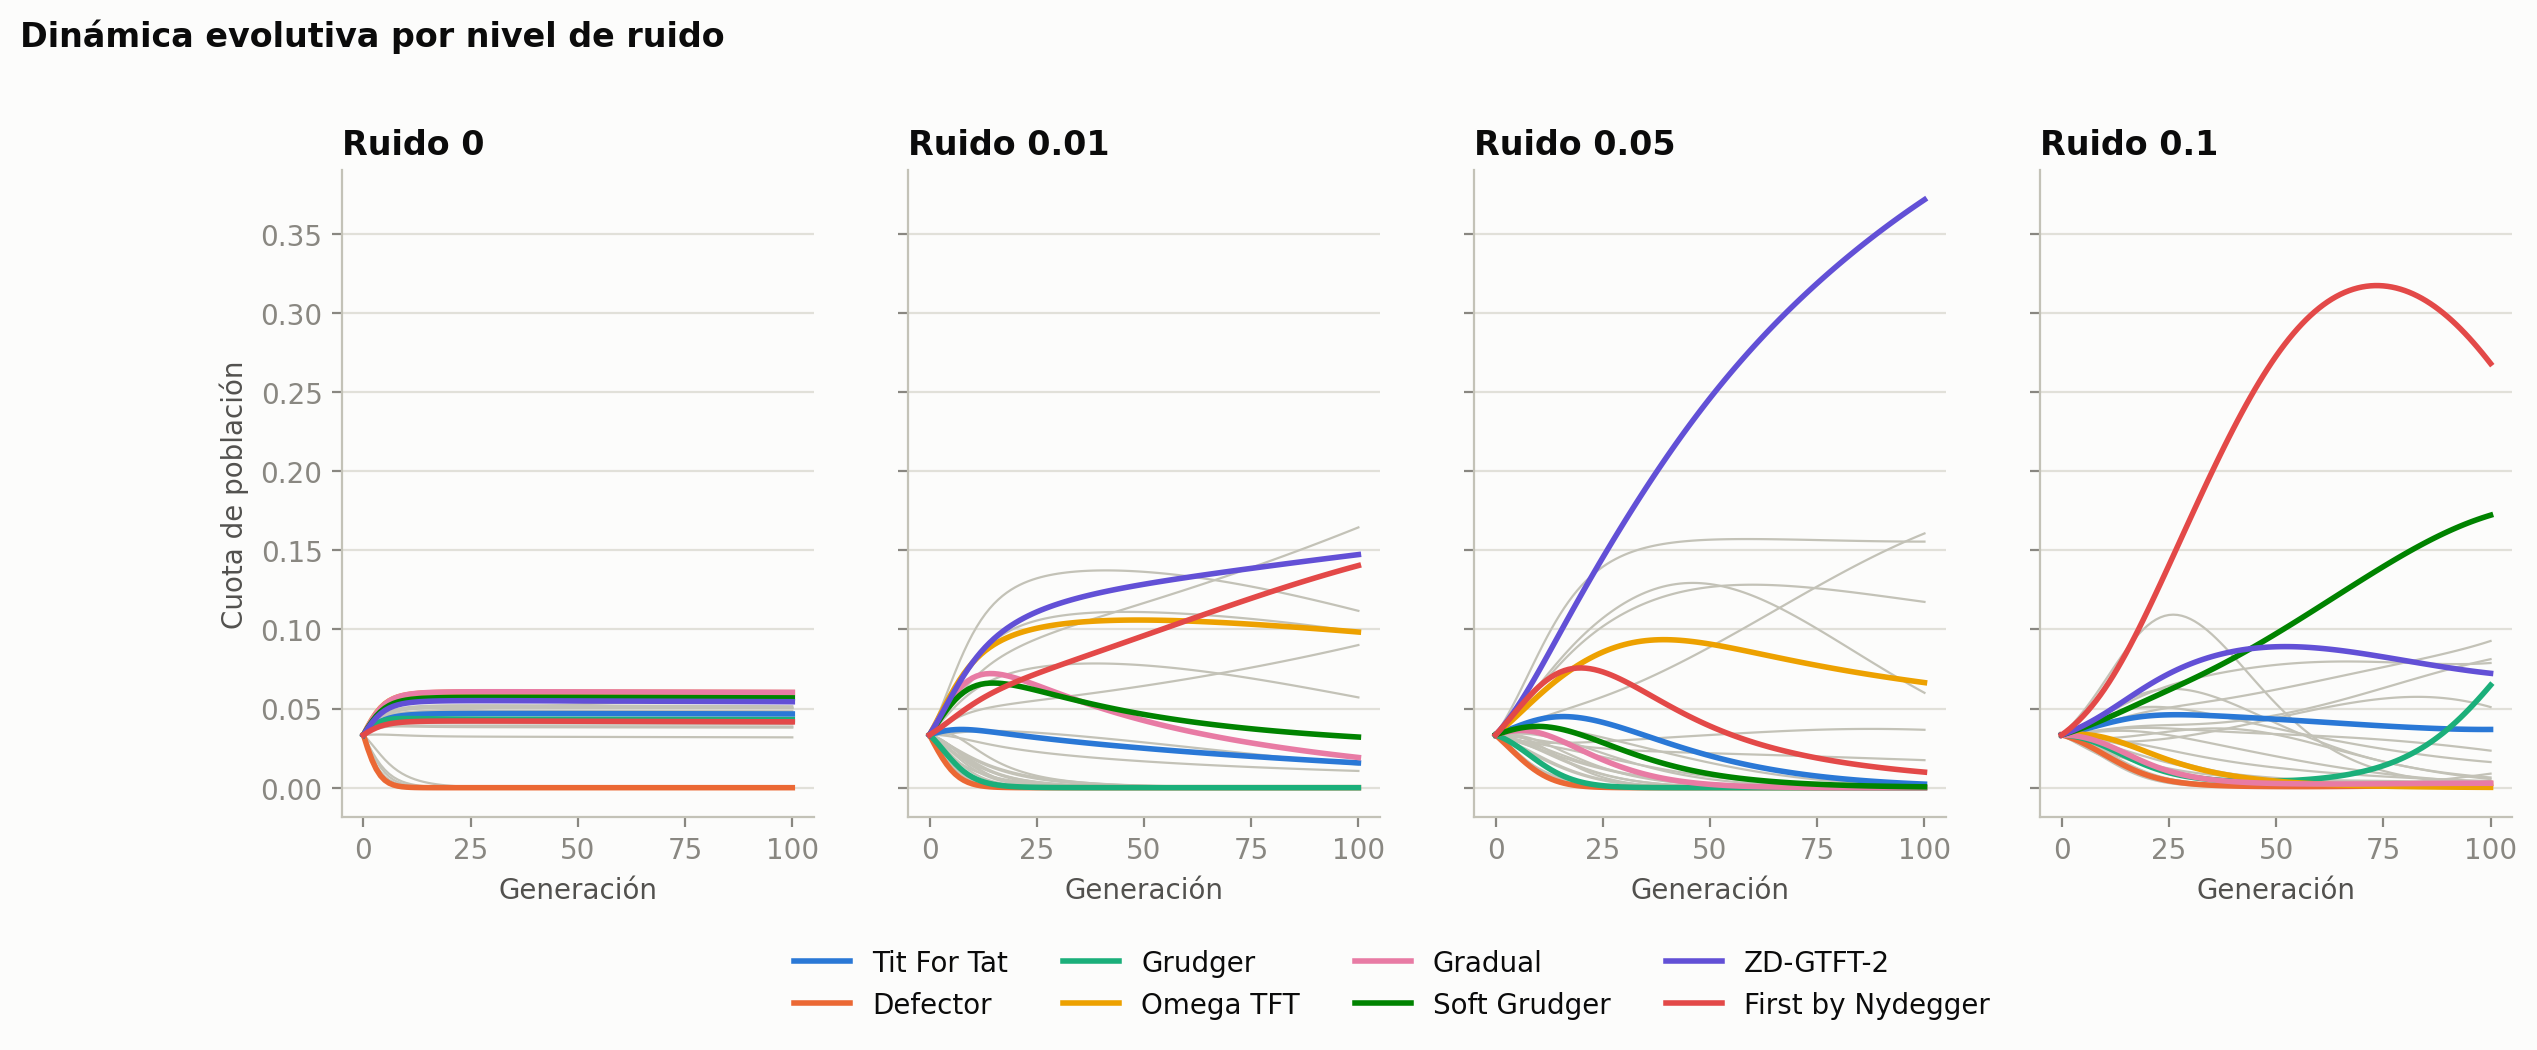 Dinámica evolutiva por nivel de ruido
Ruido 0
Ruido 0.01
Ruido 0.05
Ruido 0.1
Cuota de población
0.35
0.30
0.25
0.20
0.15
0.10
0.05
0.00
0 25 50 75 100
0 25 50 75 100
0 25 50 75 100
0 25 50 75 100
Generación
Generación
Generación
Generación
Tit For Tat
Defector
Grudger
Omega TFT
Gradual
Soft Grudger
ZD-GTFT-2
First by Nydegger